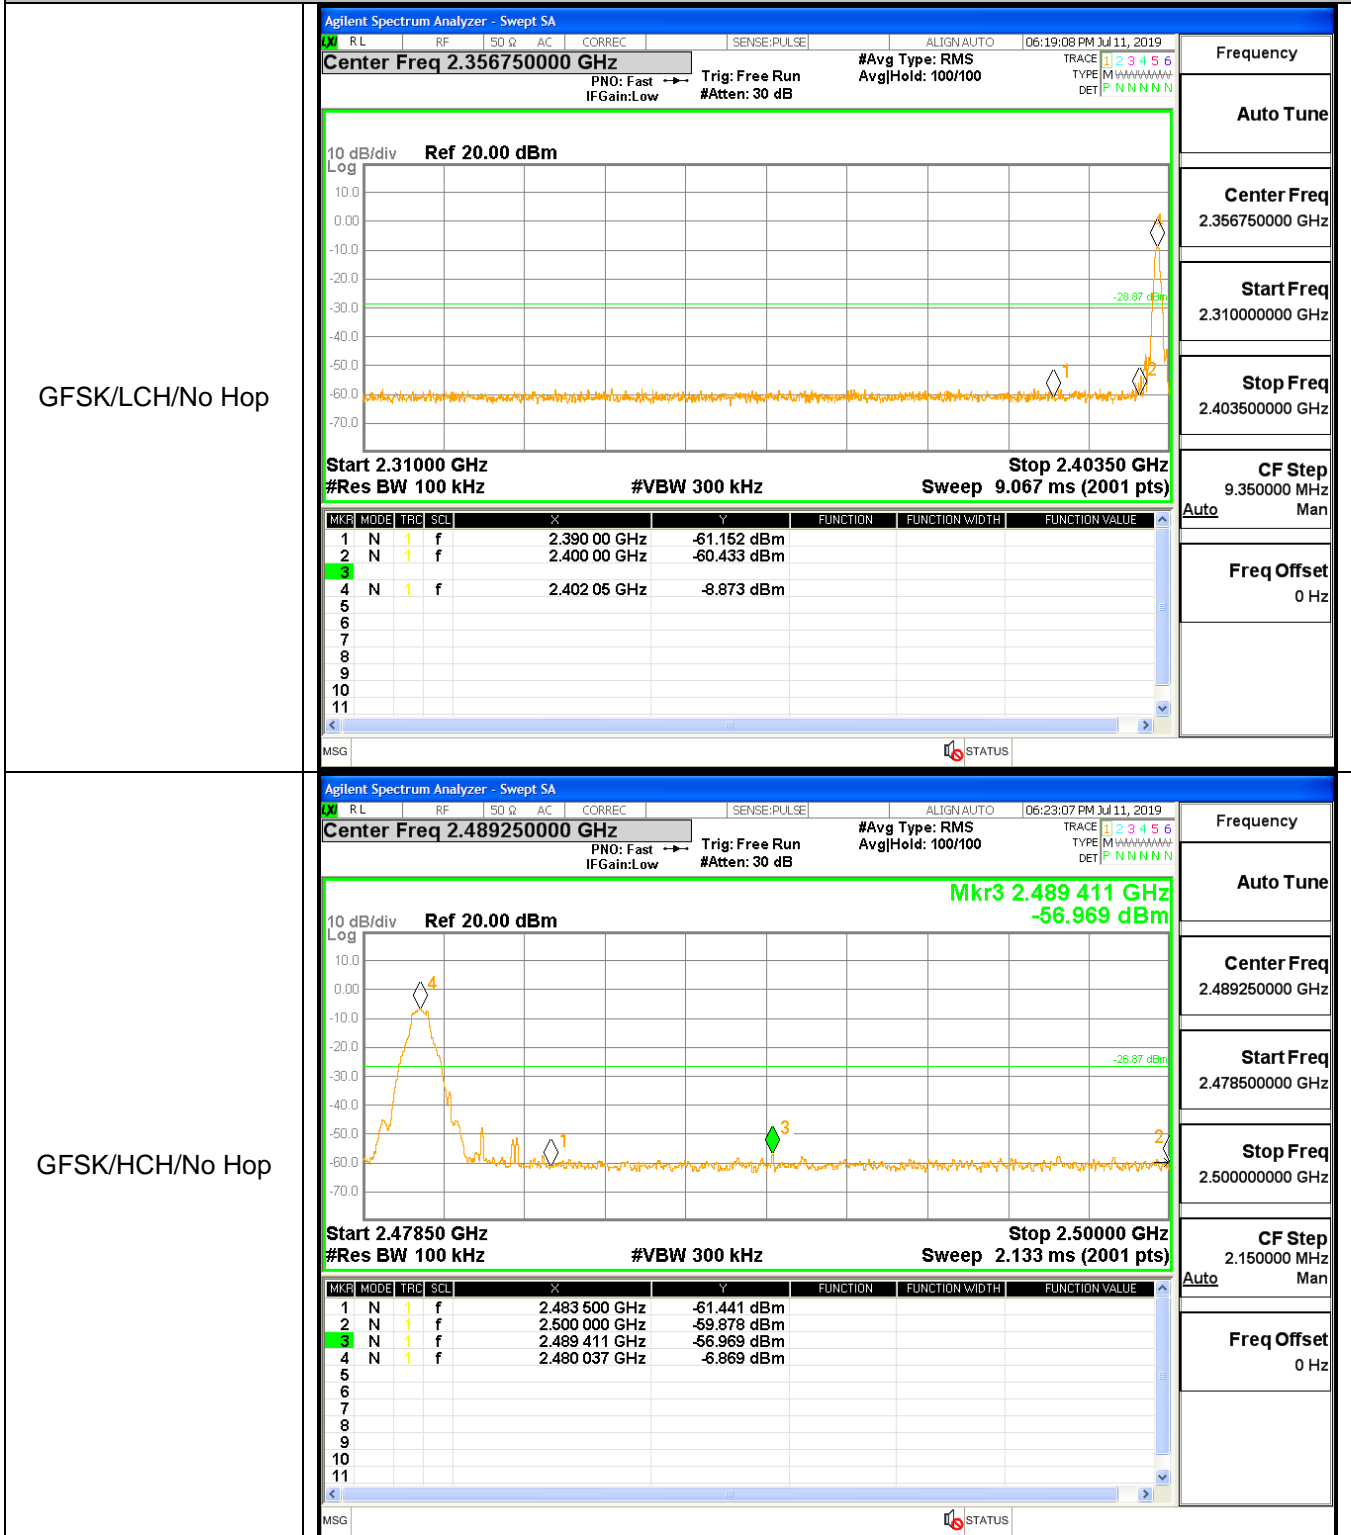 GFSK/LCH/No Hop
Agilent Spectrum Analyzer - Swept SA
LXI RL RF 50 Ω AC CORREC SENSE:PULSE ALIGN AUTO 06:19:08 PM Jul 11, 2019
Center Freq 2.356750000 GHz #Avg Type: RMS TRACE 1 2 3 4 5 6
PNO: Fast Trig: Free Run Avg|Hold: 100/100 TYPE M WWWWW
IFGain:Low #Atten: 30 dB DET P N N N N N
10 dB/div Ref 20.00 dBm
Log
10.0
0.00
-10.0
-20.0
-28.87 dBm
-30.0
-40.0
-50.0
-60.0
-70.0
4
1
2
Start 2.31000 GHz Stop 2.40350 GHz
#Res BW 100 kHz #VBW 300 kHz Sweep 9.067 ms (2001 pts)
MKR MODE TRC SCL X Y FUNCTION FUNCTION WIDTH FUNCTION VALUE
1 N 1 f 2.390 00 GHz -61.152 dBm
2 N 1 f 2.400 00 GHz -60.433 dBm
3
4 N 1 f 2.402 05 GHz -8.873 dBm
5
6
7
8
9
10
11
MSG STATUS
Frequency
Auto Tune
Center Freq
2.356750000 GHz
Start Freq
2.310000000 GHz
Stop Freq
2.403500000 GHz
CF Step
9.350000 MHz
Auto Man
Freq Offset
0 Hz
GFSK/HCH/No Hop
Agilent Spectrum Analyzer - Swept SA
LXI RL RF 50 Ω AC CORREC SENSE:PULSE ALIGN AUTO 06:23:07 PM Jul 11, 2019
Center Freq 2.489250000 GHz #Avg Type: RMS TRACE 1 2 3 4 5 6
PNO: Fast Trig: Free Run Avg|Hold: 100/100 TYPE M WWWWW
IFGain:Low #Atten: 30 dB DET P N N N N N
Mkr3 2.489 411 GHz
10 dB/div Ref 20.00 dBm -56.969 dBm
Log
10.0
0.00
-10.0
-20.0
-26.87 dBm
-30.0
-40.0
-50.0
-60.0
-70.0
4
1
3
2
Start 2.47850 GHz Stop 2.50000 GHz
#Res BW 100 kHz #VBW 300 kHz Sweep 2.133 ms (2001 pts)
MKR MODE TRC SCL X Y FUNCTION FUNCTION WIDTH FUNCTION VALUE
1 N 1 f 2.483 500 GHz -61.441 dBm
2 N 1 f 2.500 000 GHz -59.878 dBm
3 N 1 f 2.489 411 GHz -56.969 dBm
4 N 1 f 2.480 037 GHz -6.869 dBm
5
6
7
8
9
10
11
MSG STATUS
Frequency
Auto Tune
Center Freq
2.489250000 GHz
Start Freq
2.478500000 GHz
Stop Freq
2.500000000 GHz
CF Step
2.150000 MHz
Auto Man
Freq Offset
0 Hz